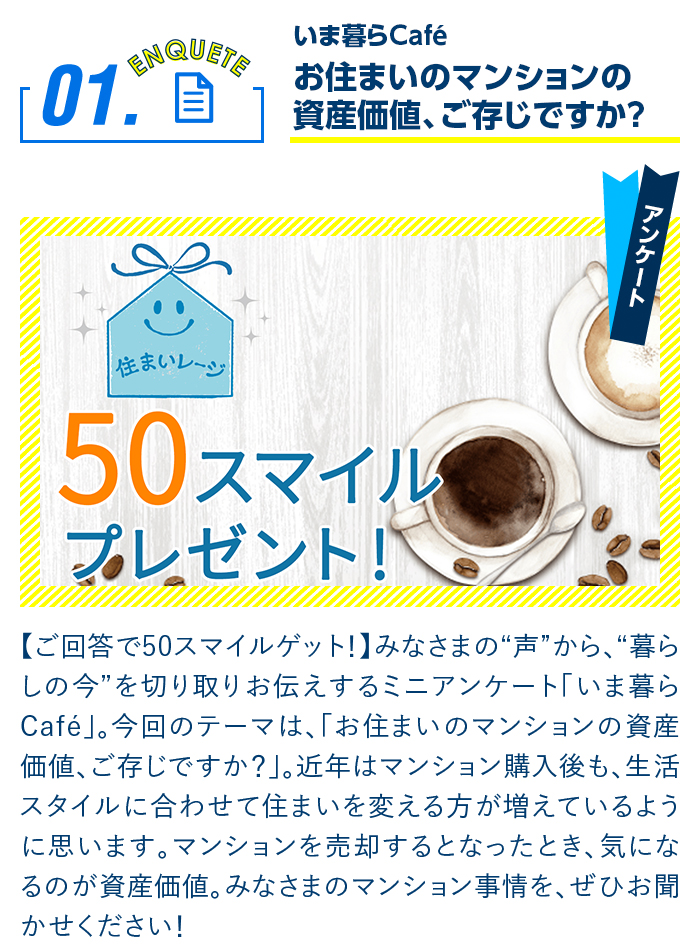 01.
ENQUETE
いま暮らCafé
お住まいのマンションの
資産価値、ご存じですか?
アンケート
住まいレージ
50スマイル
プレゼント!
【ご回答で50スマイルゲット!】みなさまの“声”から、“暮ら
しの今”を切り取りお伝えするミニアンケート「いま暮ら
Café」。今回のテーマは、「お住まいのマンションの資産
価値、ご存じですか?」。近年はマンション購入後も、生活
スタイルに合わせて住まいを変える方が増えているよう
に思います。マンションを売却するとなったとき、気にな
るのが資産価値。みなさまのマンション事情を、ぜひお聞
かせください!